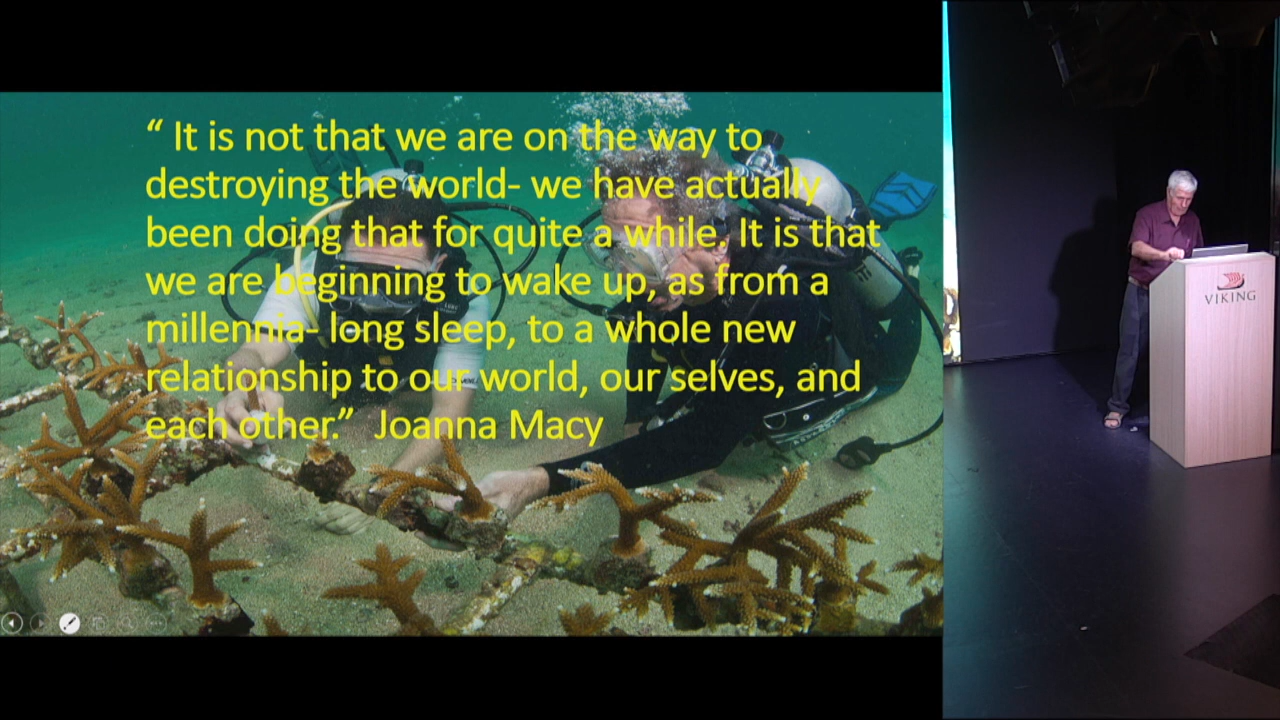 “ It is not that we are on the way to
destroying the world- we have actually
been doing that for quite a while. It is that
we are beginning to wake up, as from a
millennia- long sleep, to a whole new
relationship to our world, our selves, and
each other.”  Joanna Macy
VIKING